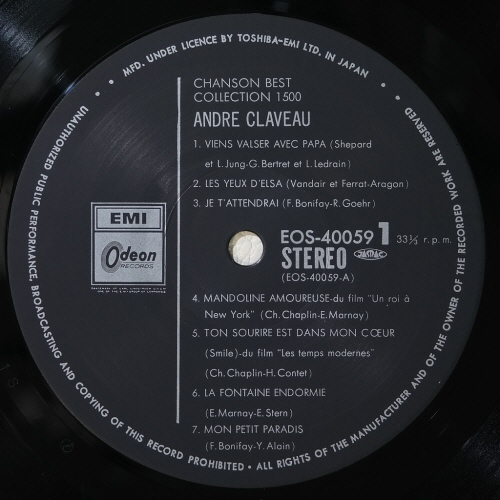 • MFD. UNDER LICENCE BY TOSHIBA-EMI LTD. IN JAPAN •
UNAUTHORIZED PUBLIC PERFORMANCE, BROADCASTING AND COPYING OF THIS RECORD PROHIBITED • ALL RIGHTS OF THE MANUFACTURER AND OF THE OWNER OF THE RECORDED WORK ARE RESERVED
CHANSON BEST
COLLECTION 1500
ANDRE CLAVEAU
1. VIENS VALSER AVEC PAPA (Shepard
et L.Jung-G.Bertret et L.Ledrain)
2. LES YEUX D'ELSA (Vandair et Ferrat-Aragon)
3. JE T'ATTENDRAI (F.Bonifay-R.Goehr)
EMI
Odeon
RECORDS
EOS-40059 1 33⅓ r.p.m.
STEREO JASRAC
(EOS-40059-A)
4. MANDOLINE AMOUREUSE-du film "Un roi à
New York" (Ch.Chaplin-E.Marnay)
5. TON SOURIRE EST DANS MON CŒUR
(Smile)-du film "Les temps modernes"
(Ch.Chaplin-H.Contet)
6. LA FONTAINE ENDORMIE
(E.Marnay-E.Stern)
7. MON PETIT PARADIS
(F.Bonifay-Y.Alain)